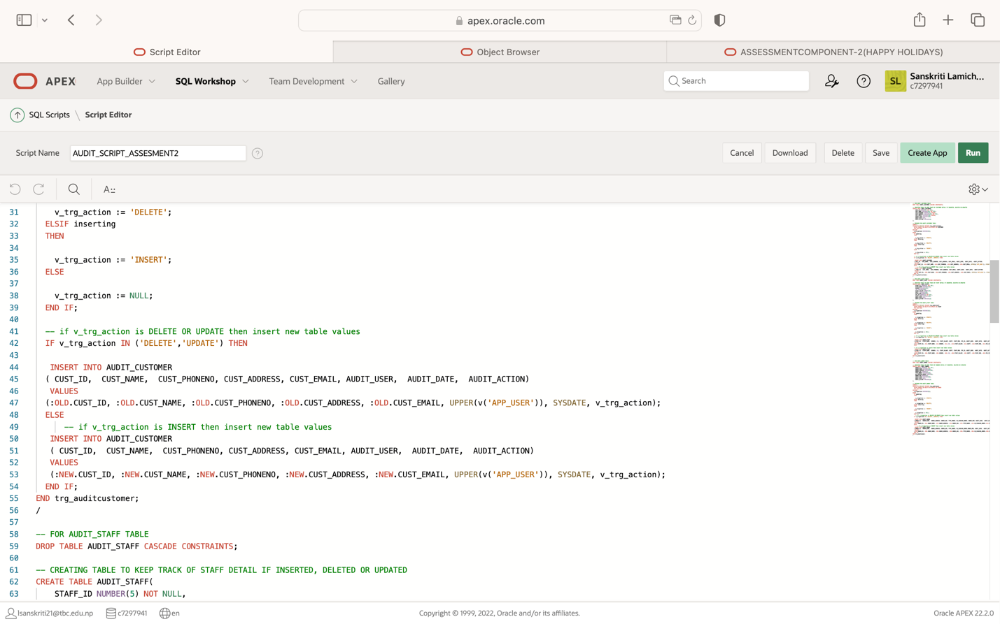 apex.oracle.com
Script Editor
Object Browser
ASSESSMENTCOMPONENT-2(HAPPY HOLIDAYS)
APEX
App Builder
SQL Workshop
Team Development
Gallery
Search
SL
Sanskriti Lamich...
c7297941
SQL Scripts \ Script Editor
Script Name
AUDIT_SCRIPT_ASSESMENT2
Cancel
Download
Delete
Save
Create App
Run
31 v_trg_action := 'DELETE';
32 ELSIF inserting
33 THEN
34
35 v_trg_action := 'INSERT';
36 ELSE
37
38 v_trg_action := NULL;
39 END IF;
40
41 -- if v_trg_action is DELETE OR UPDATE then insert new table values
42 IF v_trg_action IN ('DELETE','UPDATE') THEN
43
44 INSERT INTO AUDIT_CUSTOMER
45 ( CUST_ID, CUST_NAME, CUST_PHONENO, CUST_ADDRESS, CUST_EMAIL, AUDIT_USER, AUDIT_DATE, AUDIT_ACTION)
46 VALUES
47 (:OLD.CUST_ID, :OLD.CUST_NAME, :OLD.CUST_PHONENO, :OLD.CUST_ADDRESS, :OLD.CUST_EMAIL, UPPER(v('APP_USER')), SYSDATE, v_trg_action);
48 ELSE
49 -- if v_trg_action is INSERT then insert new table values
50 INSERT INTO AUDIT_CUSTOMER
51 ( CUST_ID, CUST_NAME, CUST_PHONENO, CUST_ADDRESS, CUST_EMAIL, AUDIT_USER, AUDIT_DATE, AUDIT_ACTION)
52 VALUES
53 (:NEW.CUST_ID, :NEW.CUST_NAME, :NEW.CUST_PHONENO, :NEW.CUST_ADDRESS, :NEW.CUST_EMAIL, UPPER(v('APP_USER')), SYSDATE, v_trg_action);
54 END IF;
55 END trg_auditcustomer;
56 /
57
58 -- FOR AUDIT_STAFF TABLE
59 DROP TABLE AUDIT_STAFF CASCADE CONSTRAINTS;
60
61 -- CREATING TABLE TO KEEP TRACK OF STAFF DETAIL IF INSERTED, DELETED OR UPDATED
62 CREATE TABLE AUDIT_STAFF(
63 STAFF_ID NUMBER(5) NOT NULL,
lsanskriti21@tbc.edu.np
c7297941
en
Copyright © 1999, 2022, Oracle and/or its affiliates.
Oracle APEX 22.2.0